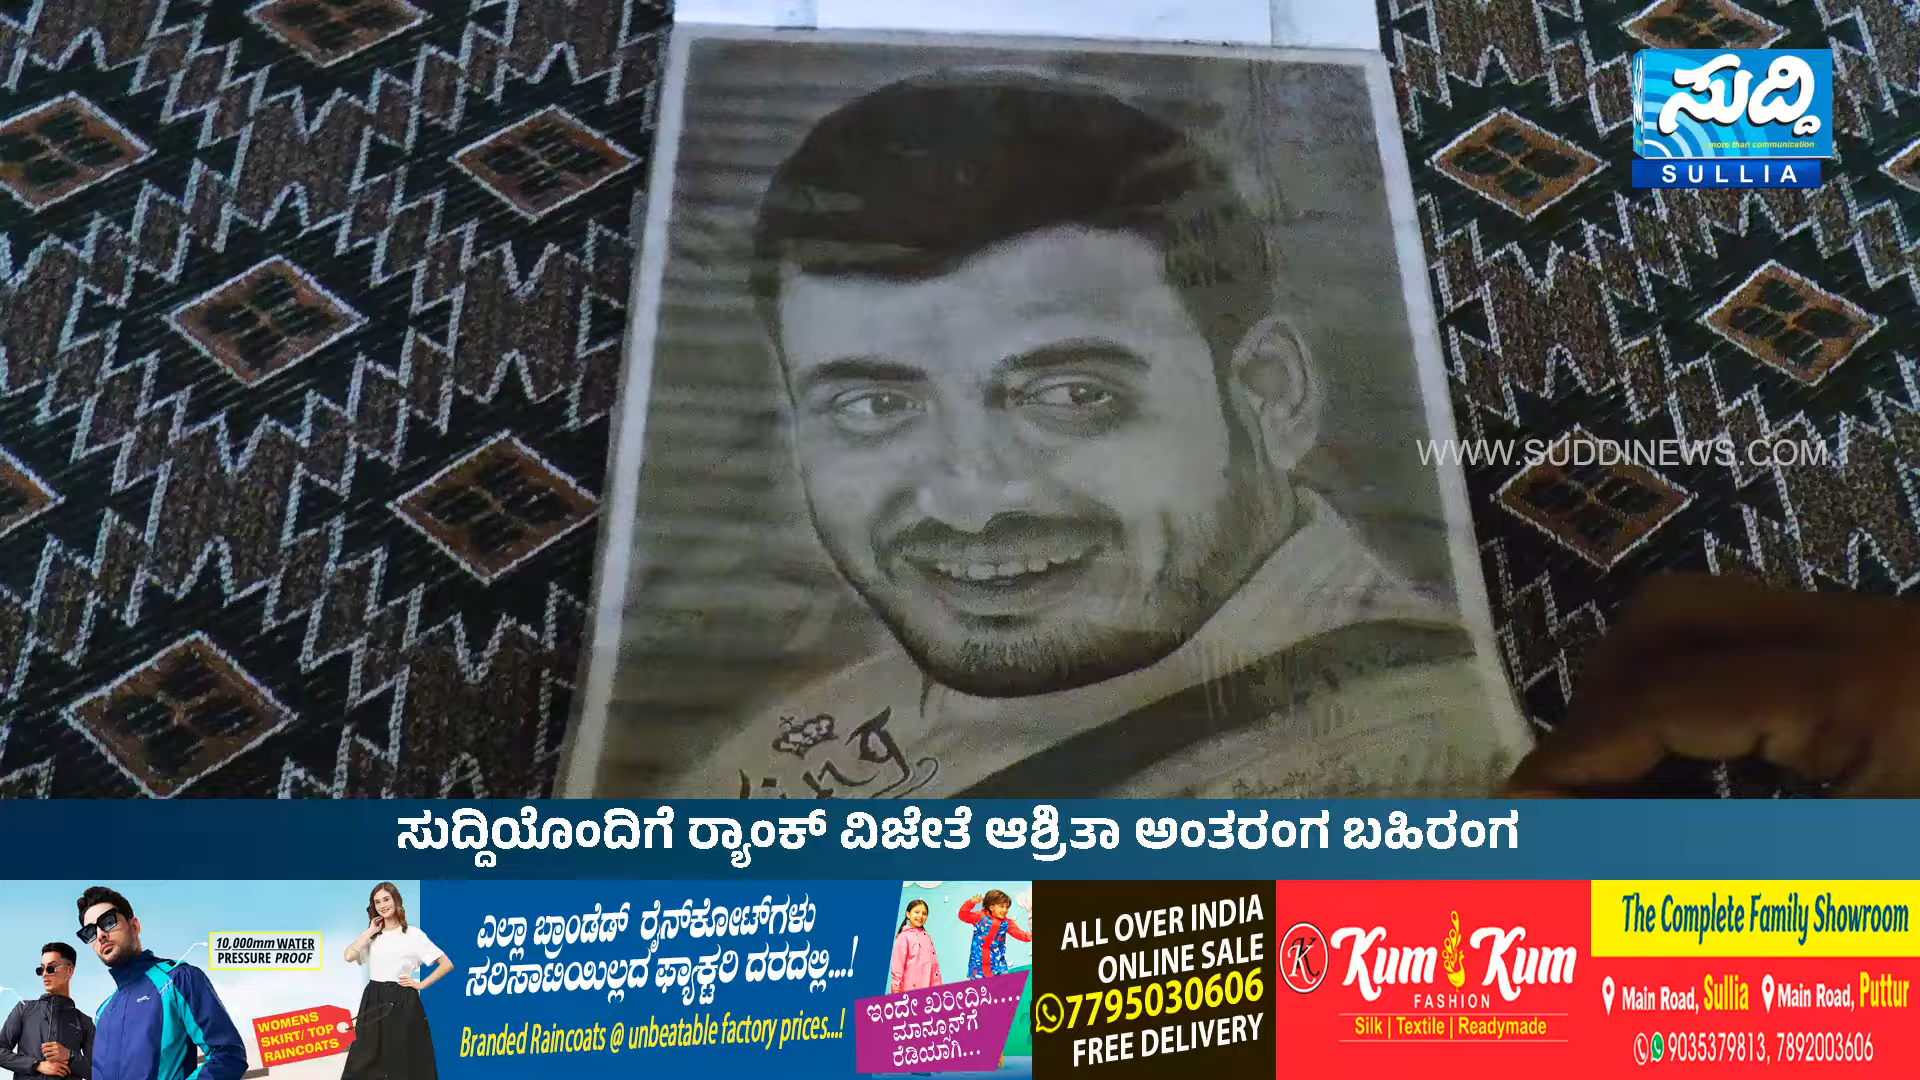 ಸುದ್ದಿ
more than communication
SULLIA
WWW.SUDDINEWS.COM
ಸುದ್ದಿಯೊಂದಿಗೆ ರ‍್ಯಾಂಕ್ ವಿಜೇತೆ ಆಶ್ರಿತಾ ಅಂತರಂಗ ಬಹಿರಂಗ
10,000mm WATER
PRESSURE PROOF
WOMENS
SKIRT/ TOP
RAINCOATS
ಎಲ್ಲಾ ಬ್ರಾಂಡೆಡ್ ರೈನ್‌ಕೋಟ್‌ಗಳು
ಸರಿಸಾಟಿಯಿಲ್ಲದ ಫ್ಯಾಕ್ಟರಿ ದರದಲ್ಲಿ...!
Branded Raincoats @ unbeatable factory prices...!
ಇಂದೇ ಖರೀದಿಸಿ....
ಮಾನ್ಸೂನ್‌ಗೆ
ರೆಡಿಯಾಗಿ...
ALL OVER INDIA
ONLINE SALE
7795030606
FREE DELIVERY
K
Kum Kum
FASHION
Silk | Textile | Readymade
The Complete Family Showroom
Main Road, Sullia Main Road, Puttur
9035379813, 7892003606